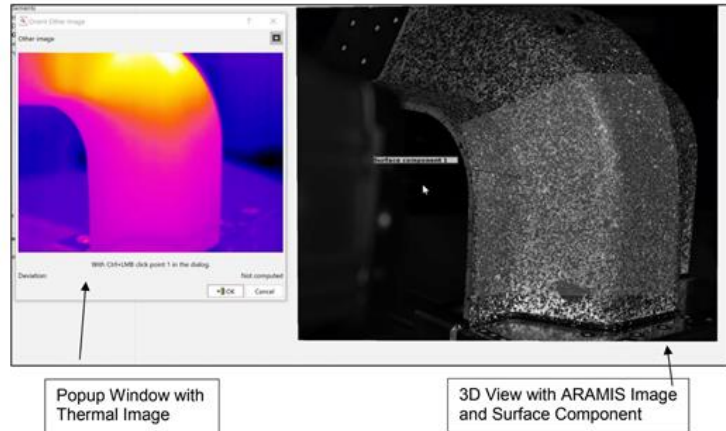 Orient Other Image
Other image
Surface component 1
With Ctrl+LMB click point 1 in the dialog.
Deviation: Not computed
OK Cancel
Popup Window with
Thermal Image
3D View with ARAMIS Image
and Surface Component